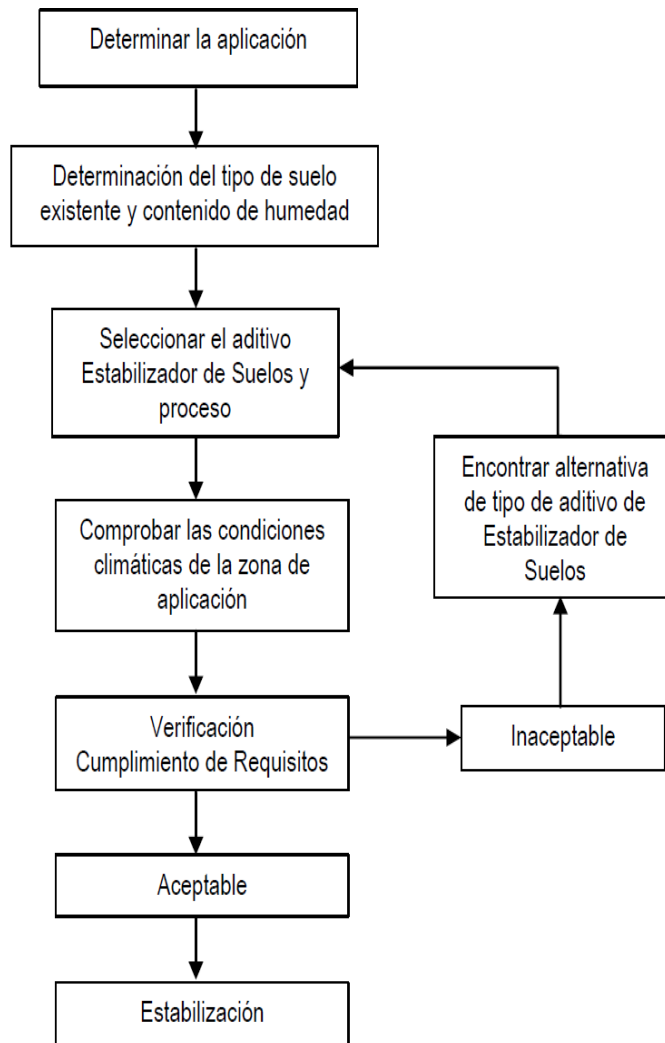 Determinar la aplicación
Determinación del tipo de suelo
existente y contenido de humedad
Seleccionar el aditivo
Estabilizador de Suelos y
proceso
Encontrar alternativa
de tipo de aditivo de
Estabilizador de
Suelos
Comprobar las condiciones
climáticas de la zona de
aplicación
Verificación
Cumplimiento de Requisitos
Inaceptable
Aceptable
Estabilización